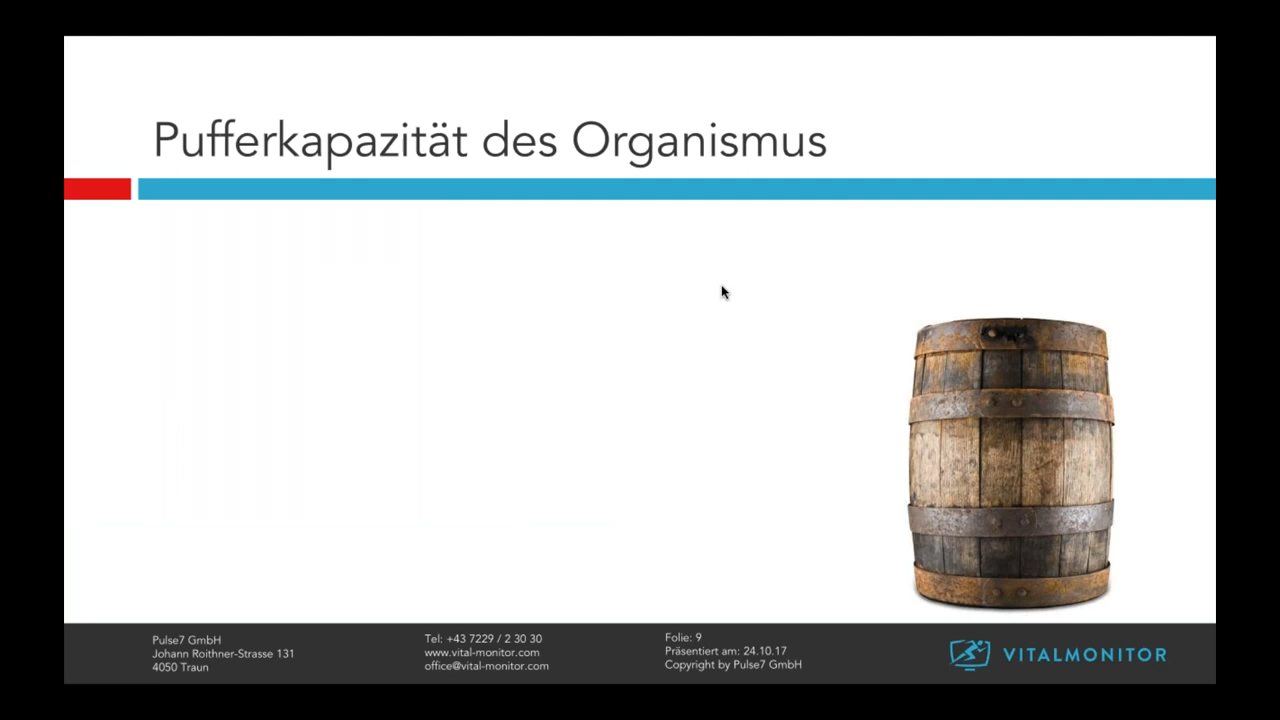 Pufferkapazität des Organismus
Pulse7 GmbH
Johann Roithner-Strasse 131
4050 Traun
Tel: +43 7229 / 2 30 30
www.vital-monitor.com
office@vital-monitor.com
Folie: 9
Präsentiert am: 24.10.17
Copyright by Pulse7 GmbH
VITALMONITOR